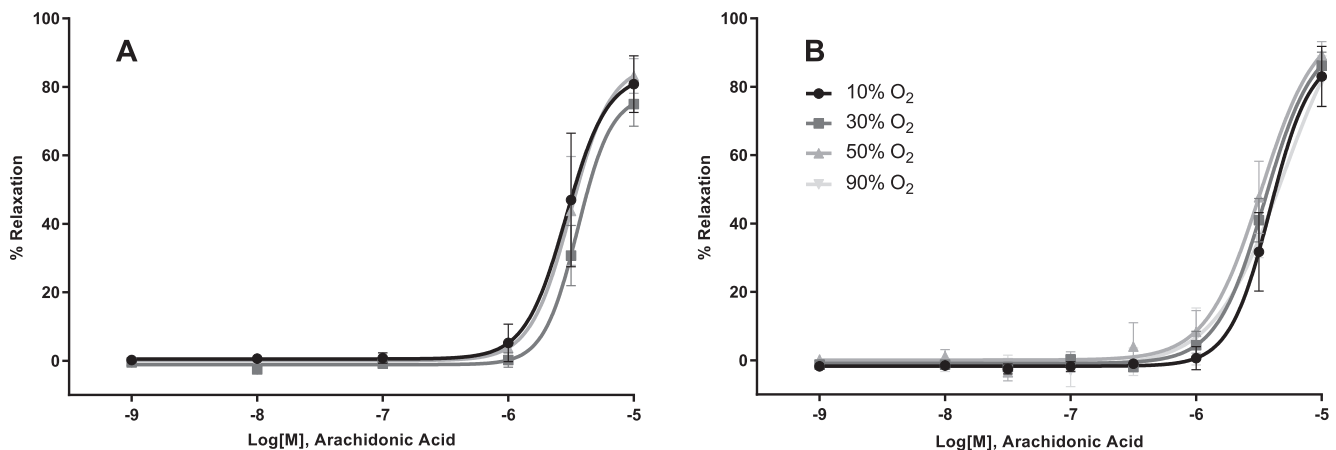 A
100
80
60
40
20
0
% Relaxation
-9 -8 -7 -6 -5
Log[M], Arachidonic Acid
B
10% O2
30% O2
50% O2
90% O2
100
80
60
40
20
0
% Relaxation
-9 -8 -7 -6 -5
Log[M], Arachidonic Acid